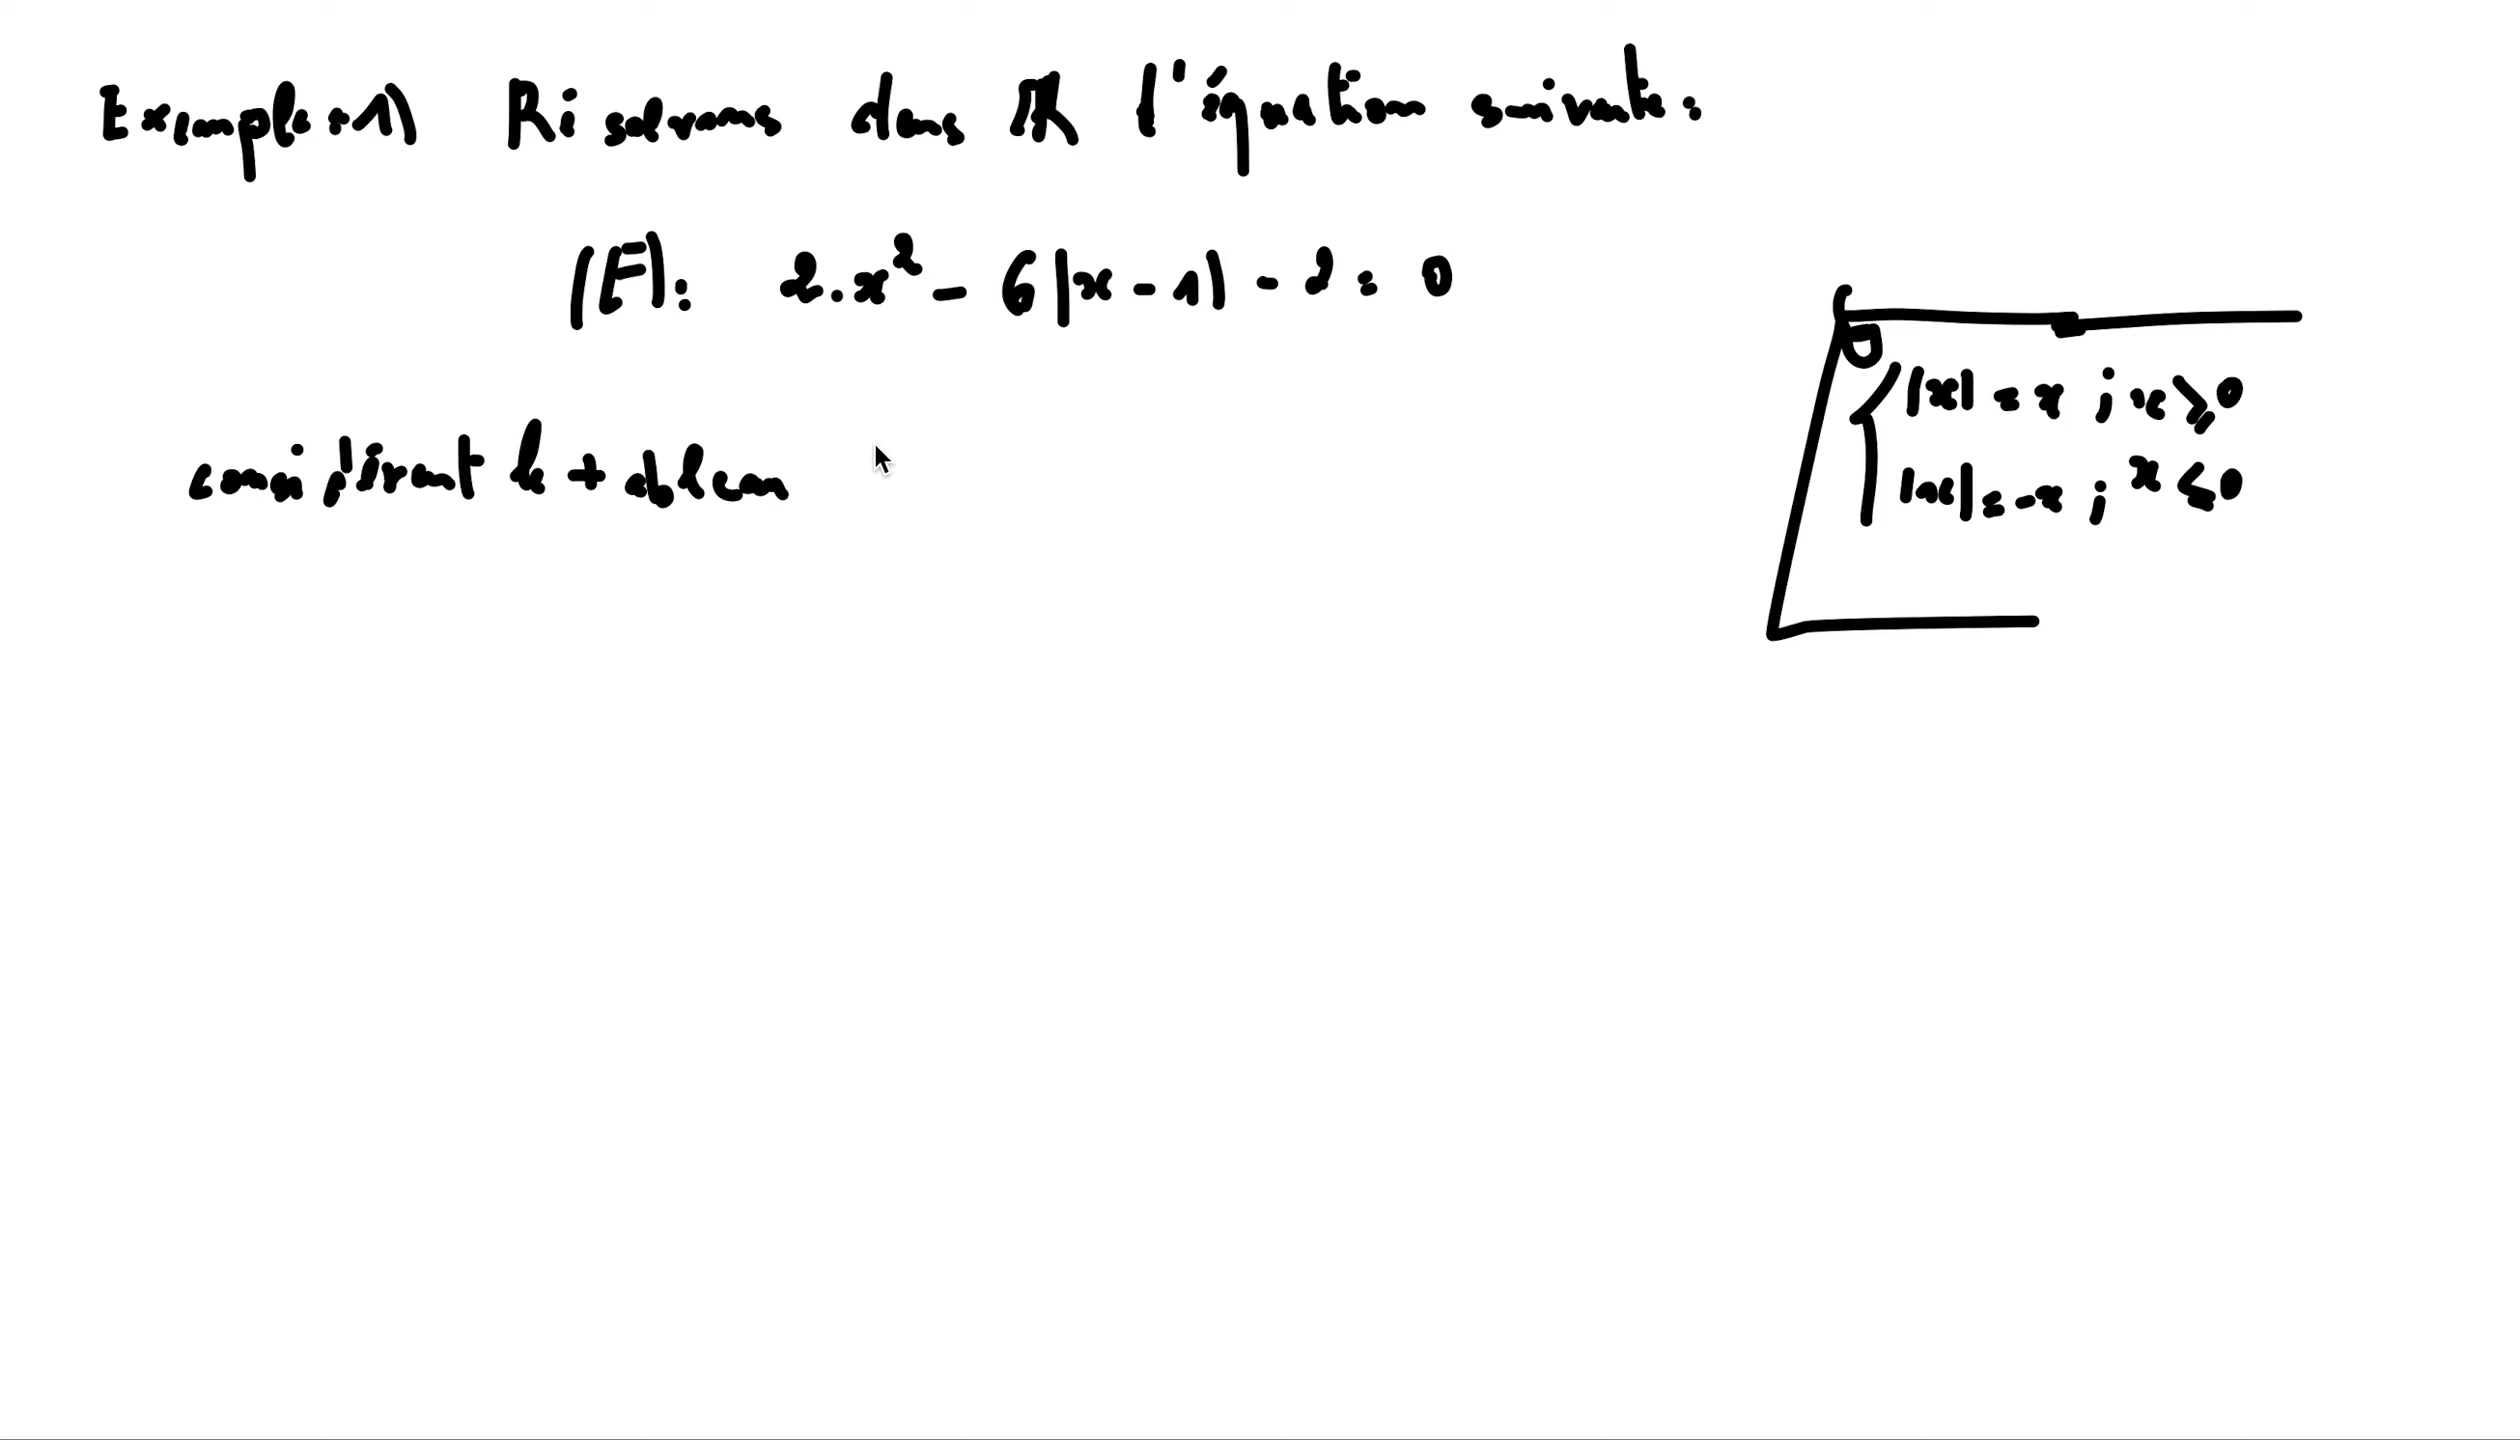 Exemple : 1) Résolvons dans ℝ l'équation suivante :
(E) : 2.x² - 6|x - 1| - 2 = 0
|x| = x ; x ≥ 0
considérant le tableau
|x| = -x ; x ≤ 0